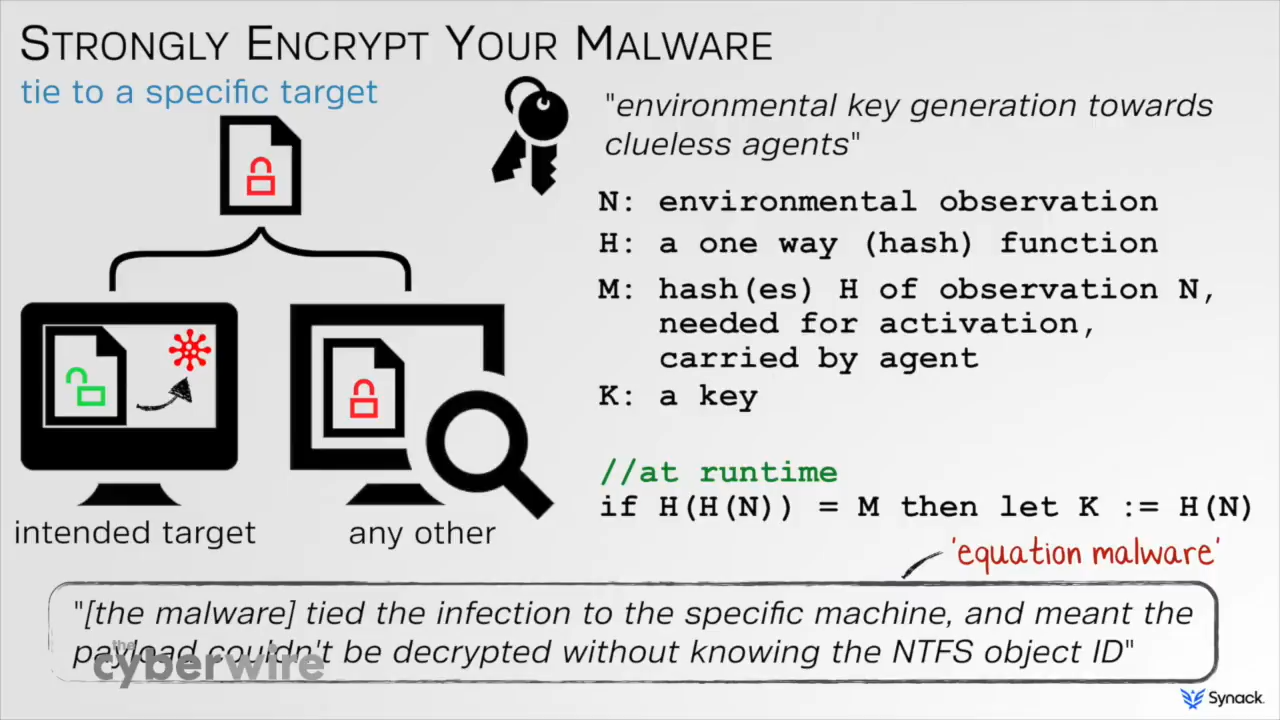 STRONGLY ENCRYPT YOUR MALWARE
tie to a specific target
"environmental key generation towards
clueless agents"
N: environmental observation
H: a one way (hash) function
M: hash(es) H of observation N,
needed for activation,
carried by agent
K: a key
//at runtime
if H(H(N)) = M then let K := H(N)
intended target
any other
'equation malware'
"[the malware] tied the infection to the specific machine, and meant the
payload couldn't be decrypted without knowing the NTFS object ID"
the
cyberwire
Synack